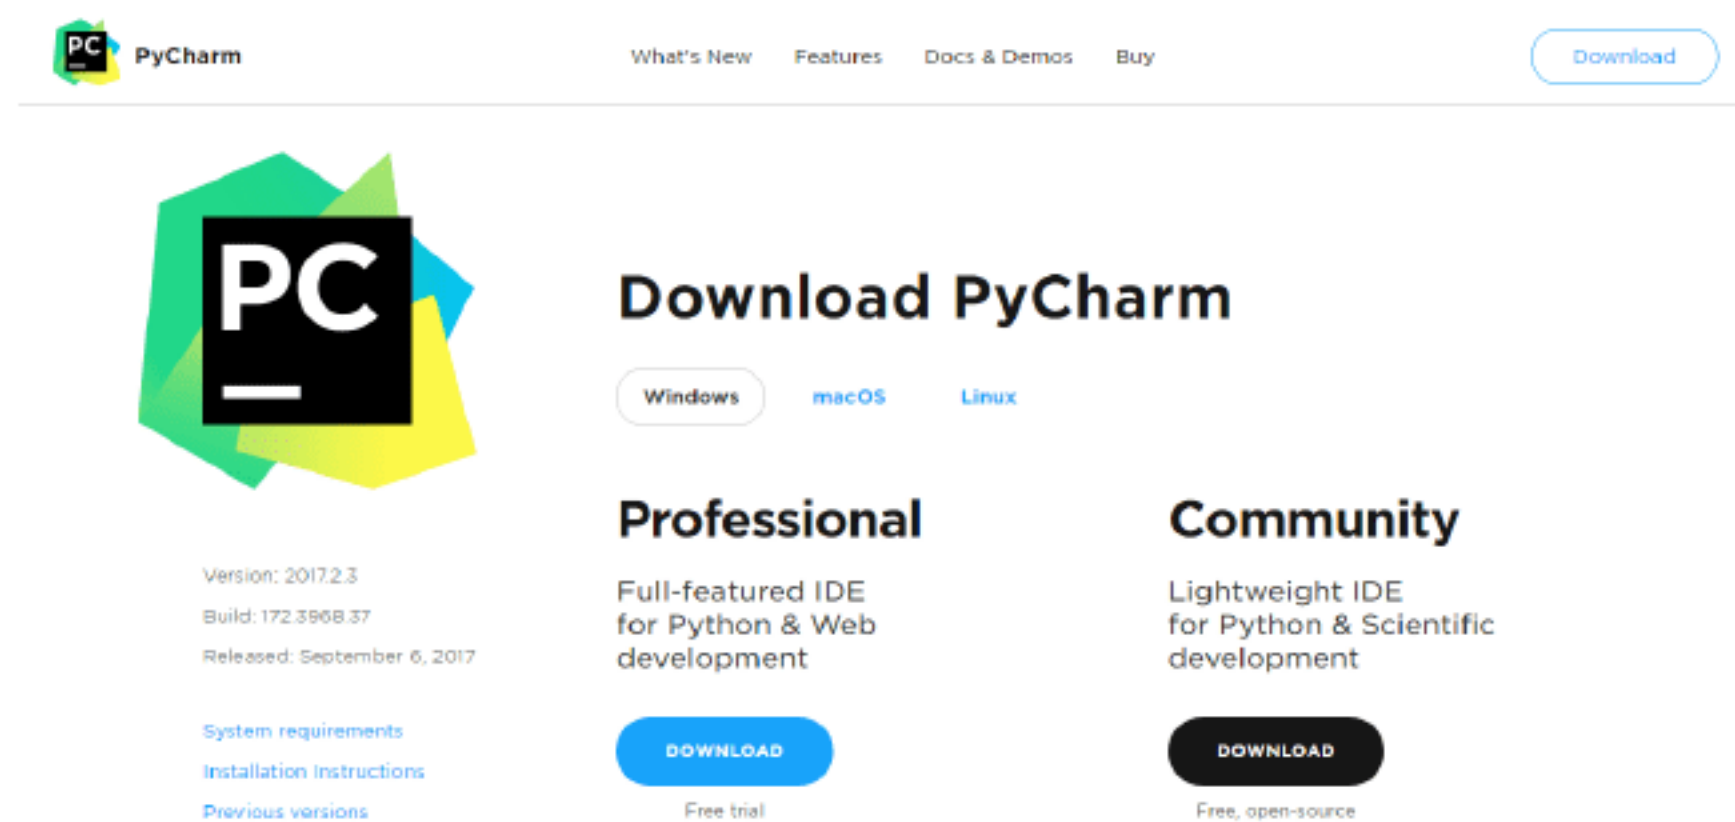 PC PyCharm What's New Features Docs & Demos Buy Download
PC
Download PyCharm
Windows macOS Linux
Professional
Full-featured IDE
for Python & Web
development
DOWNLOAD
Free trial
Community
Lightweight IDE
for Python & Scientific
development
DOWNLOAD
Free, open-source
Version: 2017.2.3
Build: 172.3968.37
Released: September 6, 2017
System requirements
Installation Instructions
Previous versions